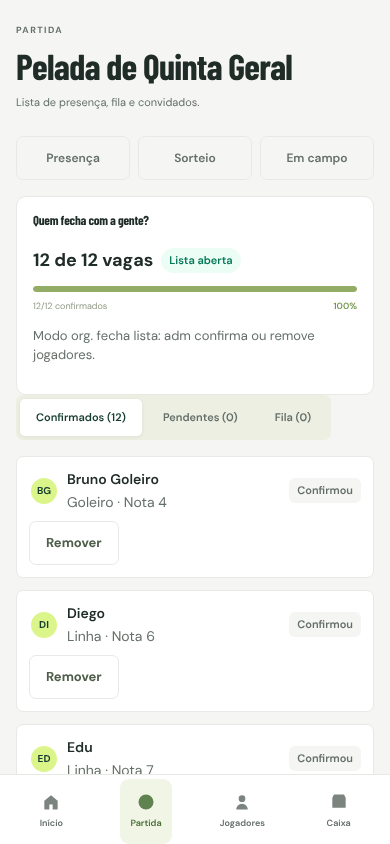 PARTIDA
Pelada de Quinta Geral
Lista de presença, fila e convidados.
Presença
Sorteio
Em campo
Quem fecha com a gente?
12 de 12 vagas
Lista aberta
12/12 confirmados
100%
Modo org. fecha lista: adm confirma ou remove
jogadores.
Confirmados (12)
Pendentes (0)
Fila (0)
BG
Bruno Goleiro
Goleiro · Nota 4
Confirmou
Remover
DI
Diego
Linha · Nota 6
Confirmou
Remover
ED
Edu
Linha · Nota 7
Confirmou
Início
Partida
Jogadores
Caixa